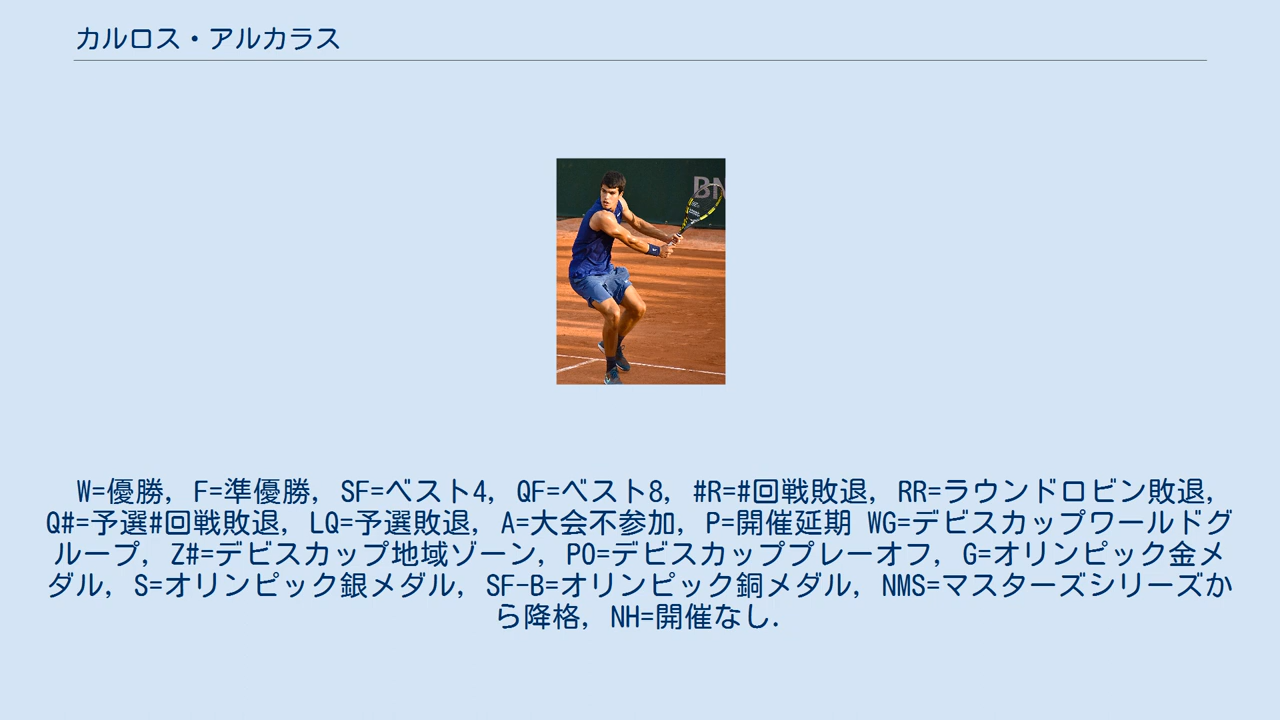 カルロス・アルカラス
BN
W=優勝, F=準優勝, SF=ベスト4, QF=ベスト8, #R=#回戦敗退, RR=ラウンドロビン敗退,
Q#=予選#回戦敗退, LQ=予選敗退, A=大会不参加, P=開催延期 WG=デビスカップワールドグ
ループ, Z#=デビスカップ地域ゾーン, PO=デビスカッププレーオフ, G=オリンピック金メ
ダル, S=オリンピック銀メダル, SF-B=オリンピック銅メダル, NMS=マスターズシリーズか
ら降格, NH=開催なし.